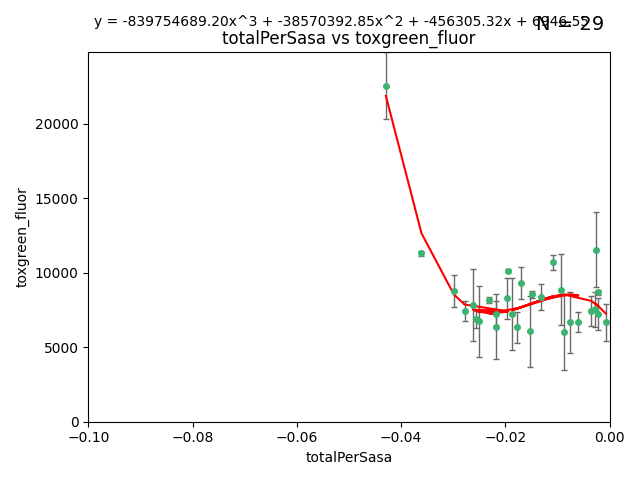 y = -839754689.20x^3 + -38570392.85x^2 + -456305.32x + 6946.55
N = 29
totalPerSasa vs toxgreen_fluor
20000
15000
10000
5000
0
toxgreen_fluor
−0.10 −0.08 −0.06 −0.04 −0.02 0.00
totalPerSasa